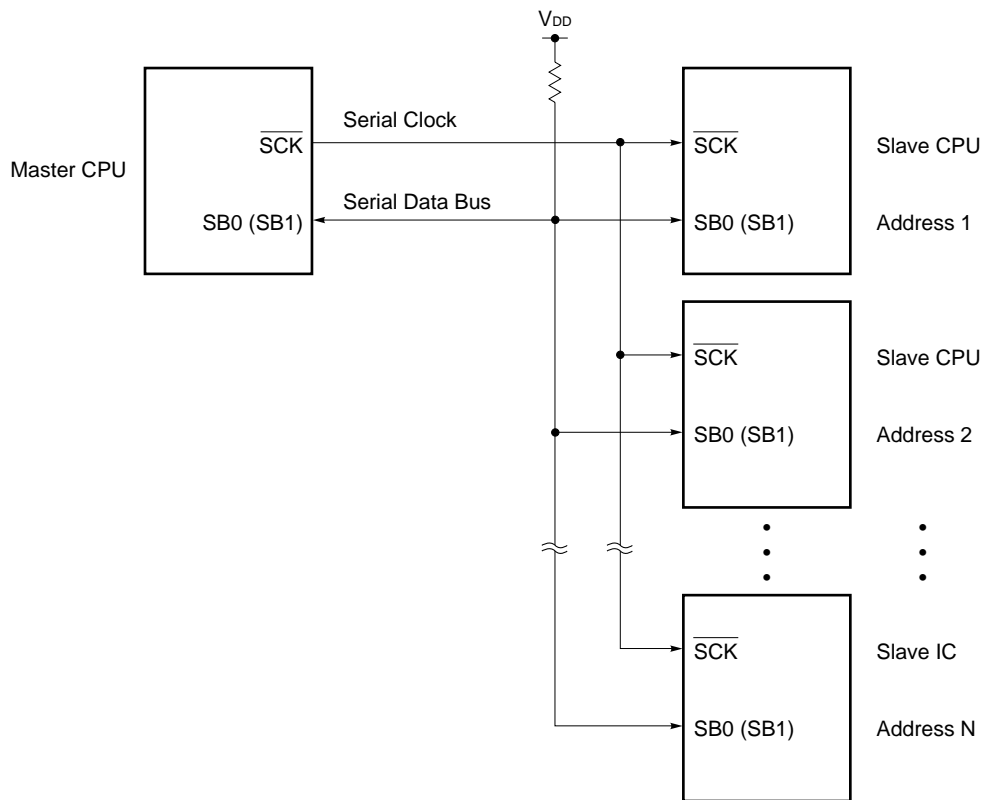 VDD
Serial Clock
SCK
SCK
Slave CPU
Master CPU
Serial Data Bus
SB0 (SB1)
SB0 (SB1)
Address 1
SCK
Slave CPU
SB0 (SB1)
Address 2
SCK
Slave IC
SB0 (SB1)
Address N